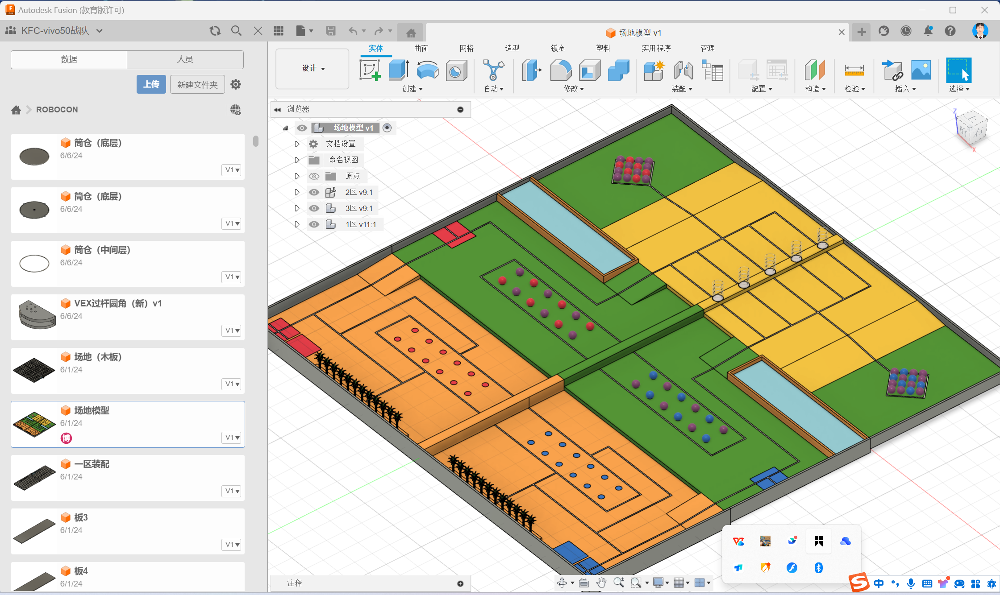 Autodesk Fusion (教育版许可)
KFC-vivo50战队
场地模型 v1
数据
人员
上传
新建文件夹
ROBOCON
筒仓（底层）
6/6/24
V1
筒仓（底层）
6/6/24
V1
筒仓（中间层）
6/6/24
V1
VEX过杆圆角（新）v1
6/6/24
V1
场地（木板）
6/1/24
V1
场地模型
6/1/24
博
V1
一区装配
6/1/24
V1
板3
6/1/24
V1
板4
6/1/24
设计
实体
曲面
网格
造型
钣金
塑料
实用程序
管理
创建
自动
修改
装配
配置
构造
检验
插入
选择
浏览器
场地模型 v1
文档设置
命名视图
原点
2区 v9:1
3区 v9:1
1区 v11:1
Z
X
注释
中